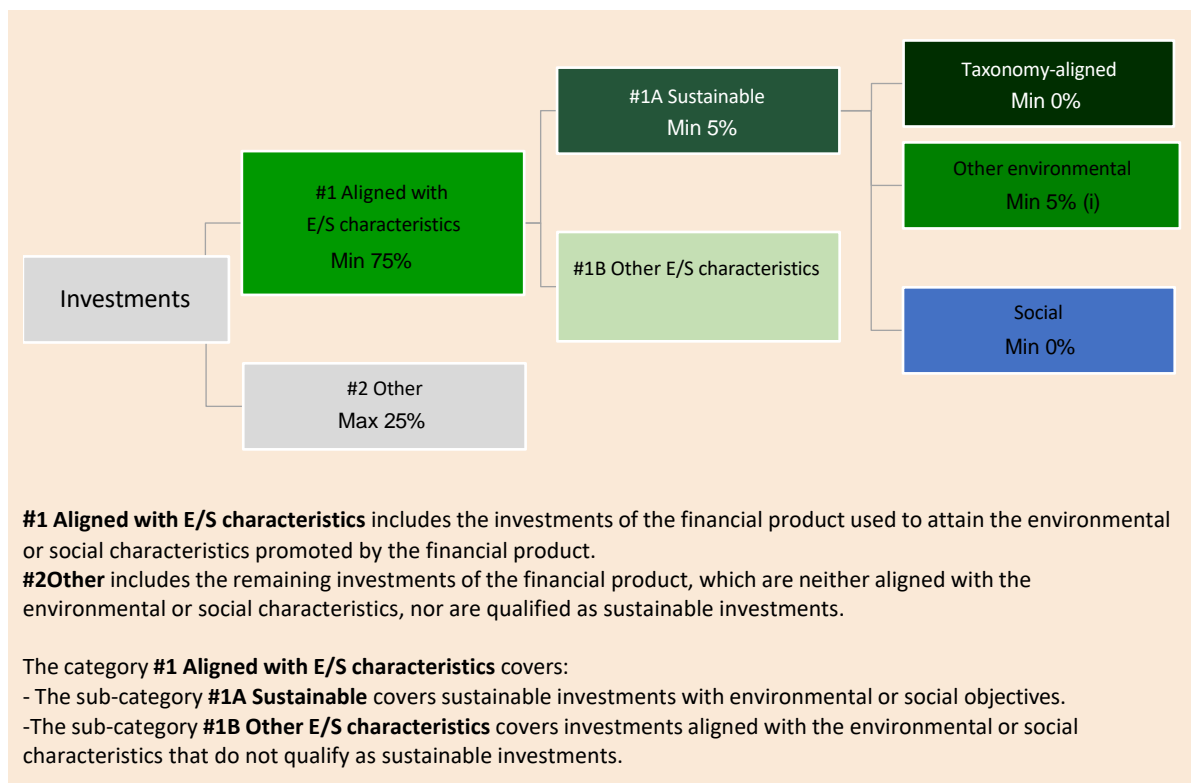 Investments
#1 Aligned with
E/S characteristics
Min 75%
#2 Other
Max 25%
#1A Sustainable
Min 5%
#1B Other E/S characteristics
Taxonomy-aligned
Min 0%
Other environmental
Min 5% (i)
Social
Min 0%
#1 Aligned with E/S characteristics includes the investments of the financial product used to attain the environmental
or social characteristics promoted by the financial product.
#2Other includes the remaining investments of the financial product, which are neither aligned with the
environmental or social characteristics, nor are qualified as sustainable investments.
The category #1 Aligned with E/S characteristics covers:
- The sub-category #1A Sustainable covers sustainable investments with environmental or social objectives.
-The sub-category #1B Other E/S characteristics covers investments aligned with the environmental or social
characteristics that do not qualify as sustainable investments.